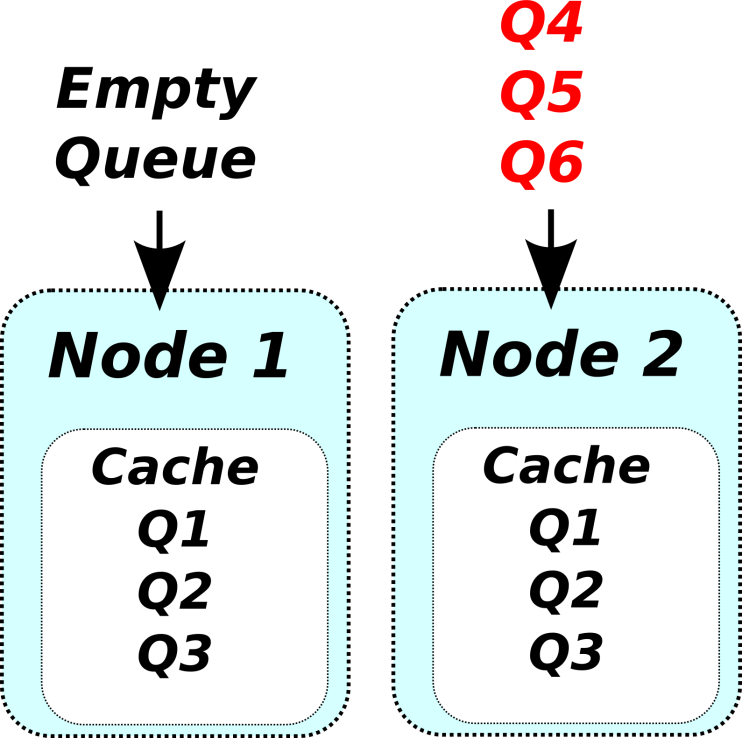 Empty
Queue
Node 1
Cache
Q1
Q2
Q3
Q4
Q5
Q6
Node 2
Cache
Q1
Q2
Q3